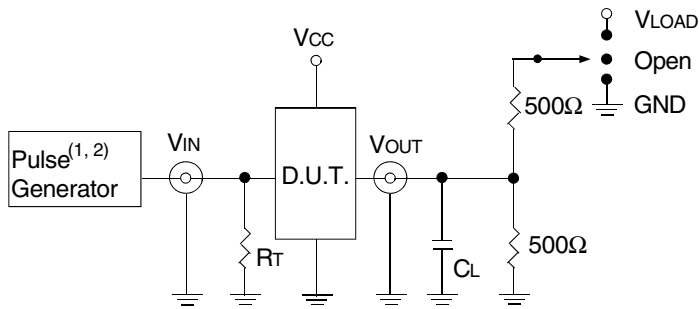 VLOAD
Open
GND
VCC
500Ω
VIN
VOUT
Pulse(1, 2)
Generator
D.U.T.
RT
CL
500Ω